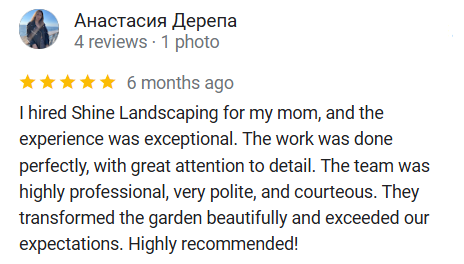 Анастасия Дерепа
4 reviews · 1 photo
6 months ago
I hired Shine Landscaping for my mom, and the
experience was exceptional. The work was done
perfectly, with great attention to detail. The team was
highly professional, very polite, and courteous. They
transformed the garden beautifully and exceeded our
expectations. Highly recommended!